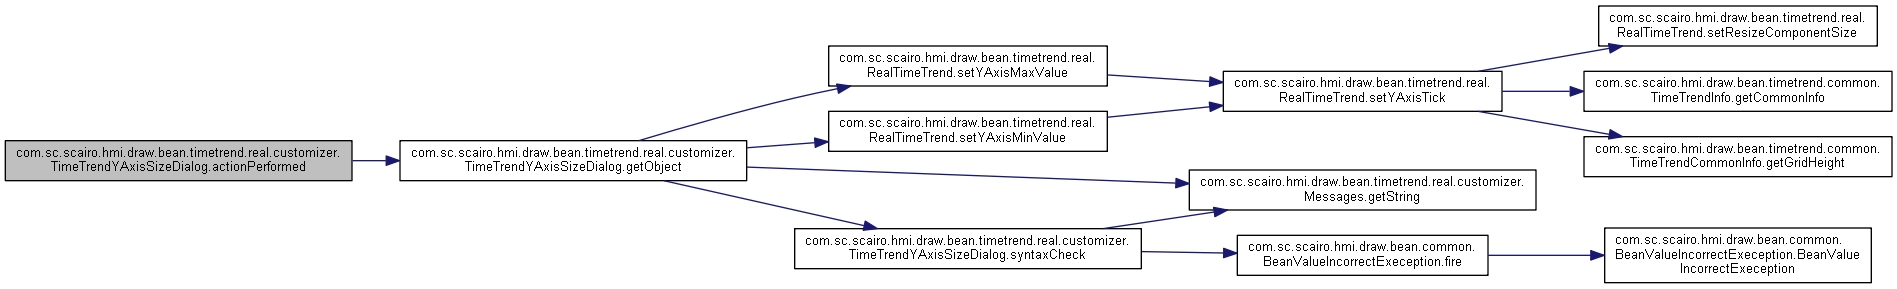 com.sc.scairo.hmi.draw.bean.timetrend.real.customizer.
TimeTrendYAxisSizeDialog.actionPerformed
com.sc.scairo.hmi.draw.bean.timetrend.real.customizer.
TimeTrendYAxisSizeDialog.getObject
com.sc.scairo.hmi.draw.bean.timetrend.real.
RealTimeTrend.setYAxisMaxValue
com.sc.scairo.hmi.draw.bean.timetrend.real.
RealTimeTrend.setYAxisMinValue
com.sc.scairo.hmi.draw.bean.timetrend.real.
RealTimeTrend.setYAxisTick
com.sc.scairo.hmi.draw.bean.timetrend.real.
RealTimeTrend.setResizeComponentSize
com.sc.scairo.hmi.draw.bean.timetrend.common.
TimeTrendInfo.getCommonInfo
com.sc.scairo.hmi.draw.bean.timetrend.common.
TimeTrendCommonInfo.getGridHeight
com.sc.scairo.hmi.draw.bean.timetrend.real.customizer.
Messages.getString
com.sc.scairo.hmi.draw.bean.timetrend.real.customizer.
TimeTrendYAxisSizeDialog.syntaxCheck
com.sc.scairo.hmi.draw.bean.common.
BeanValueIncorrectExeception.fire
com.sc.scairo.hmi.draw.bean.common.
BeanValueIncorrectExeception.BeanValue
IncorrectExeception